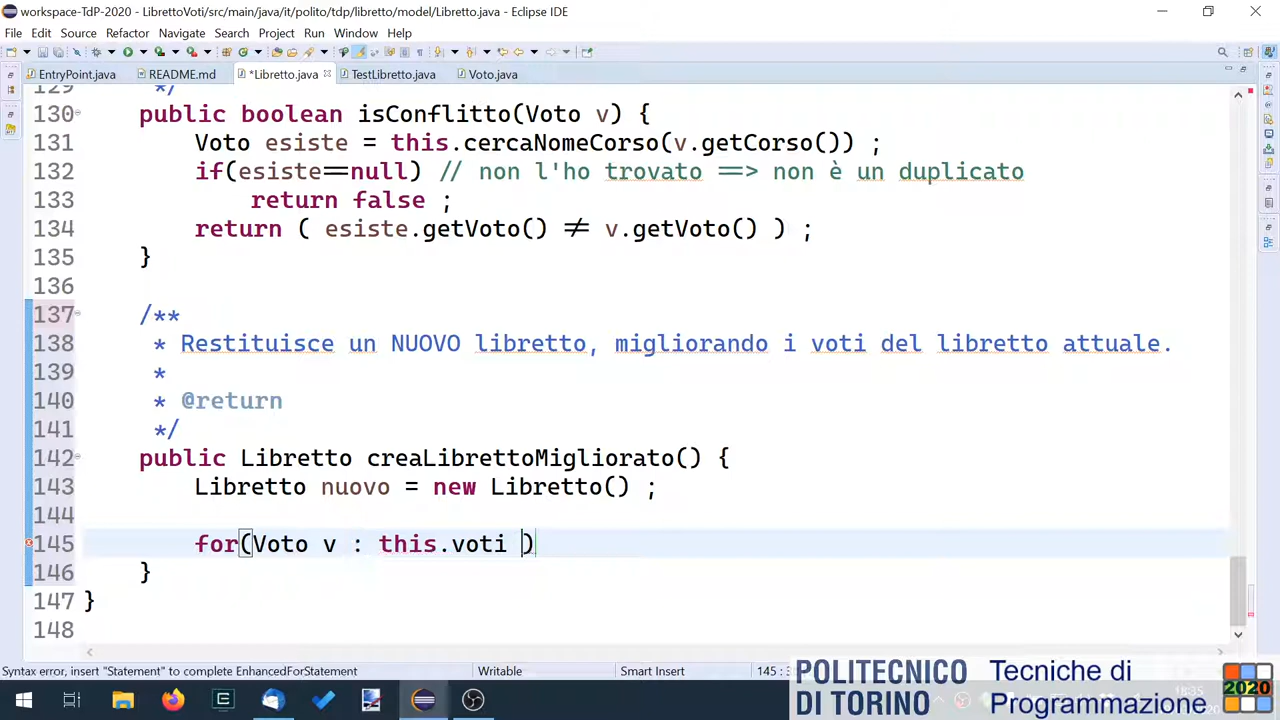 workspace-TdP-2020 - LibrettoVoti/src/main/java/it/polito/tdp/libretto/model/Libretto.java - Eclipse IDE
File Edit Source Refactor Navigate Search Project Run Window Help
EntryPoint.java README.md *Libretto.java TestLibretto.java Voto.java
129 */
130 public boolean isConflitto(Voto v) {
131 Voto esiste = this.cercaNomeCorso(v.getCorso()) ;
132 if(esiste==null) // non l'ho trovato ==> non è un duplicato
133 return false ;
134 return ( esiste.getVoto() != v.getVoto() ) ;
135 }
136
137 /**
138 * Restituisce un NUOVO libretto, migliorando i voti del libretto attuale.
139 *
140 * @return
141 */
142 public Libretto creaLibrettoMigliorato() {
143 Libretto nuovo = new Libretto() ;
144
145 for(Voto v : this.voti )
146 }
147 }
148
Syntax error, insert "Statement" to complete EnhancedForStatement Writable Smart Insert 145 :
POLITECNICO DI TORINO
Tecniche di Programmazione
2020